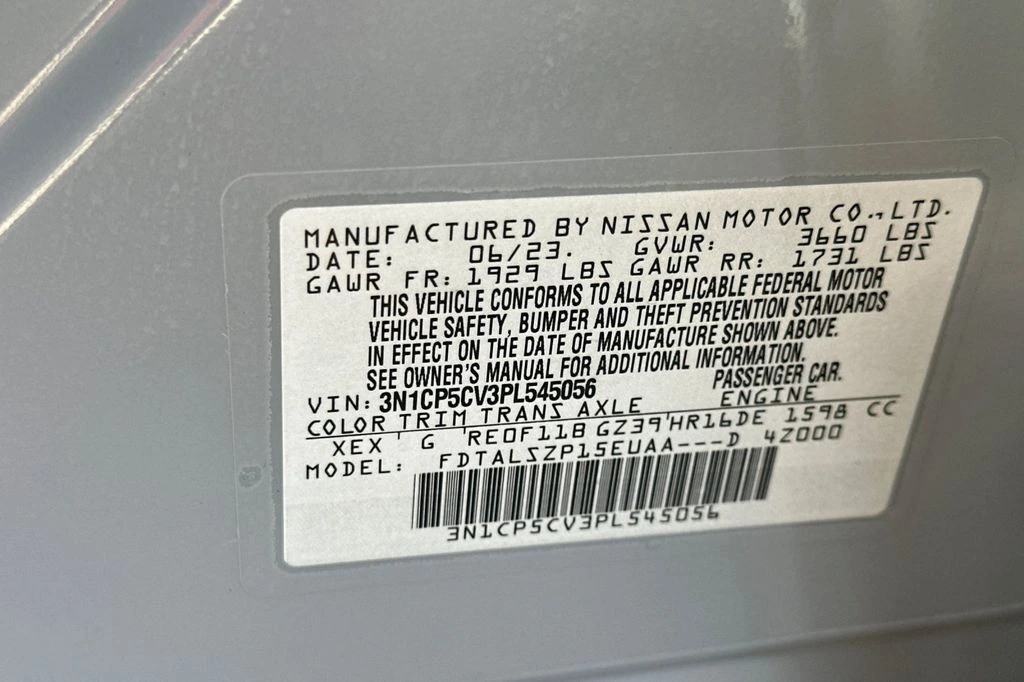 MANUFACTURED BY NISSAN MOTOR CO., LTD.
DATE: 06/23. GVWR: 3660 LBS
GAWR FR: 1929 LBS GAWR RR: 1731 LBS
THIS VEHICLE CONFORMS TO ALL APPLICABLE FEDERAL MOTOR
VEHICLE SAFETY, BUMPER AND THEFT PREVENTION STANDARDS
IN EFFECT ON THE DATE OF MANUFACTURE SHOWN ABOVE.
SEE OWNER'S MANUAL FOR ADDITIONAL INFORMATION.
VIN: 3N1CP5CV3PL545056 PASSENGER CAR.
COLOR TRIM TRANS AXLE ENGINE
XEX ' G 'RE0F11B GZ39'HR16DE 1598 CC
MODEL: FDTALSZP15EUAA---D 4Z000
3N1CP5CV3PL545056